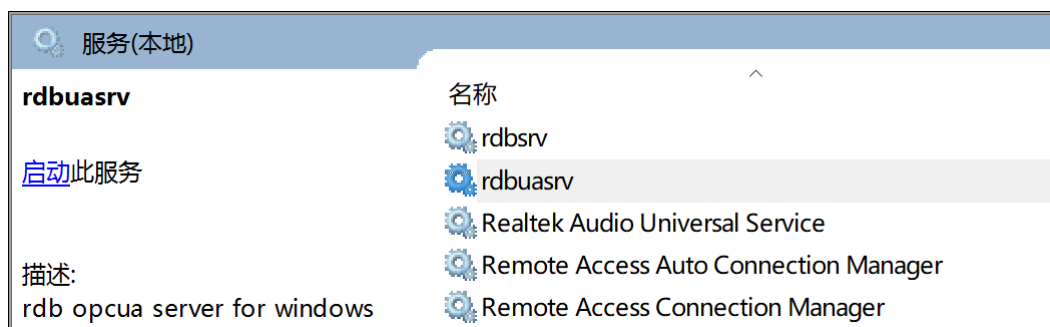 服务(本地)
rdbuasrv
启动此服务
描述:
rdb opcua server for windows
名称
rdbsrv
rdbuasrv
Realtek Audio Universal Service
Remote Access Auto Connection Manager
Remote Access Connection Manager